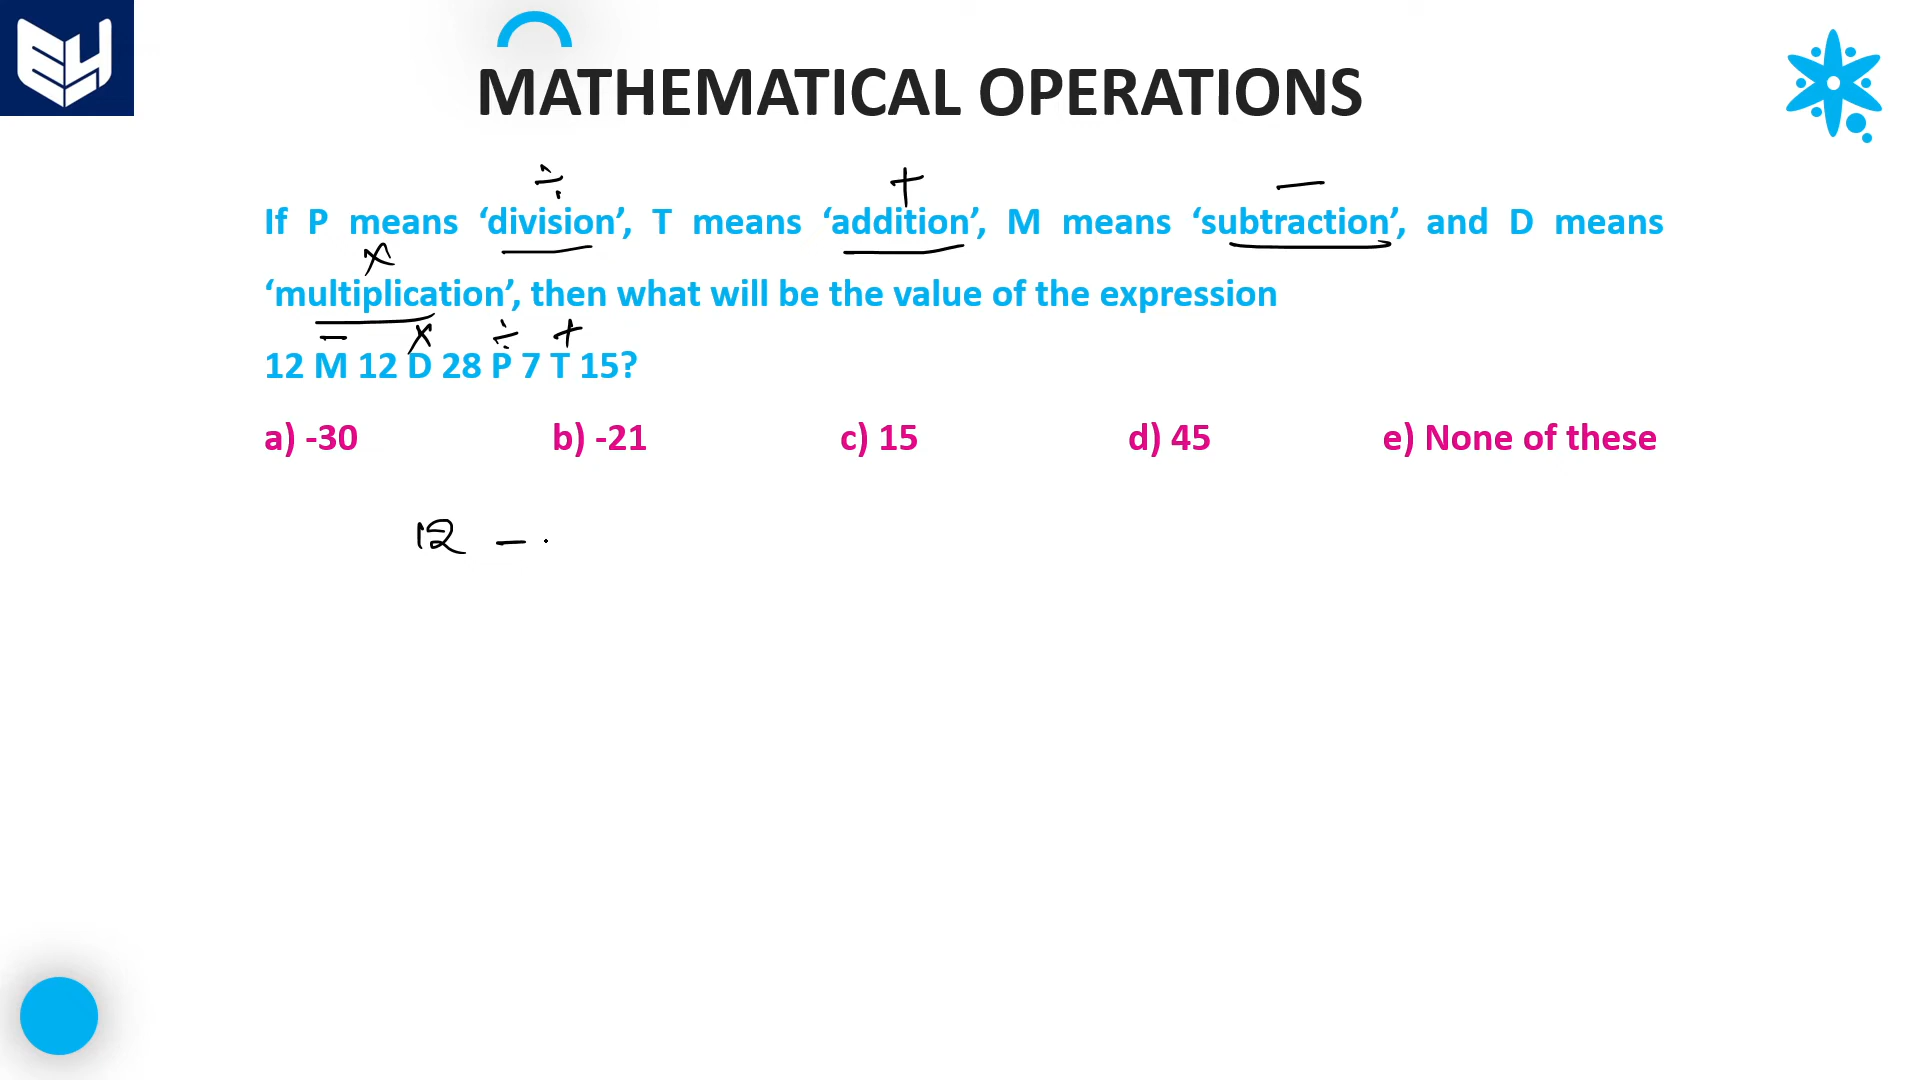 MATHEMATICAL OPERATIONS
÷ + −
If P means ‘division’, T means ‘addition’, M means ‘subtraction’, and D means
×
‘multiplication’, then what will be the value of the expression
− × ÷ +
12 M 12 D 28 P 7 T 15?
a) -30 b) -21 c) 15 d) 45 e) None of these
12 −